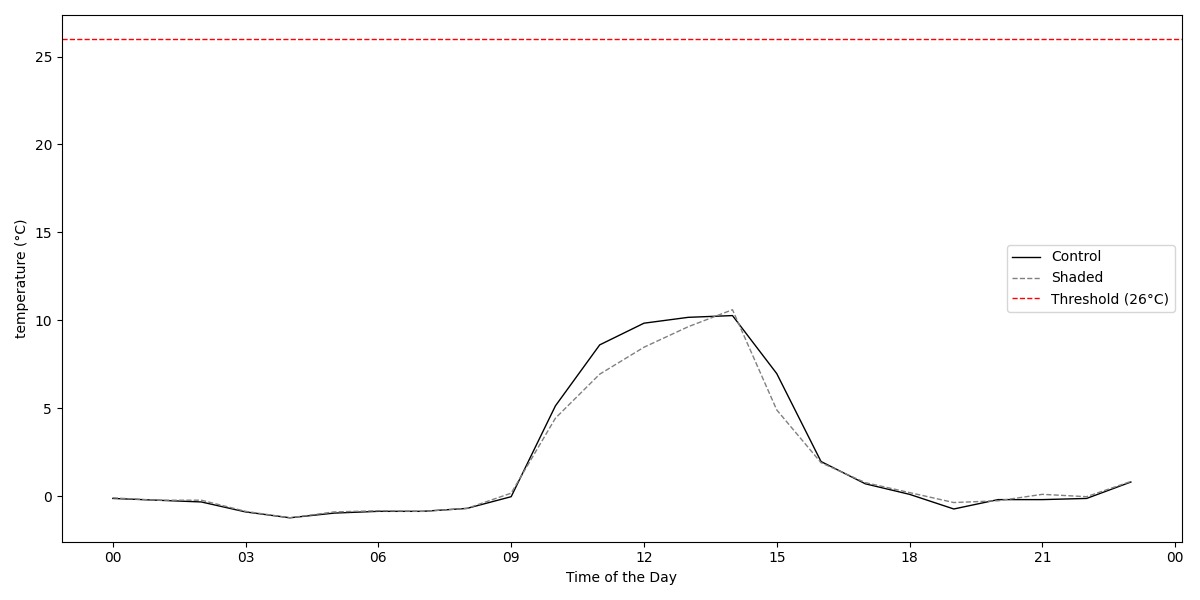 25
20
15
10
5
0
temperature (°C)
Control
Shaded
Threshold (26°C)
00 03 06 09 12 15 18 21 00
Time of the Day